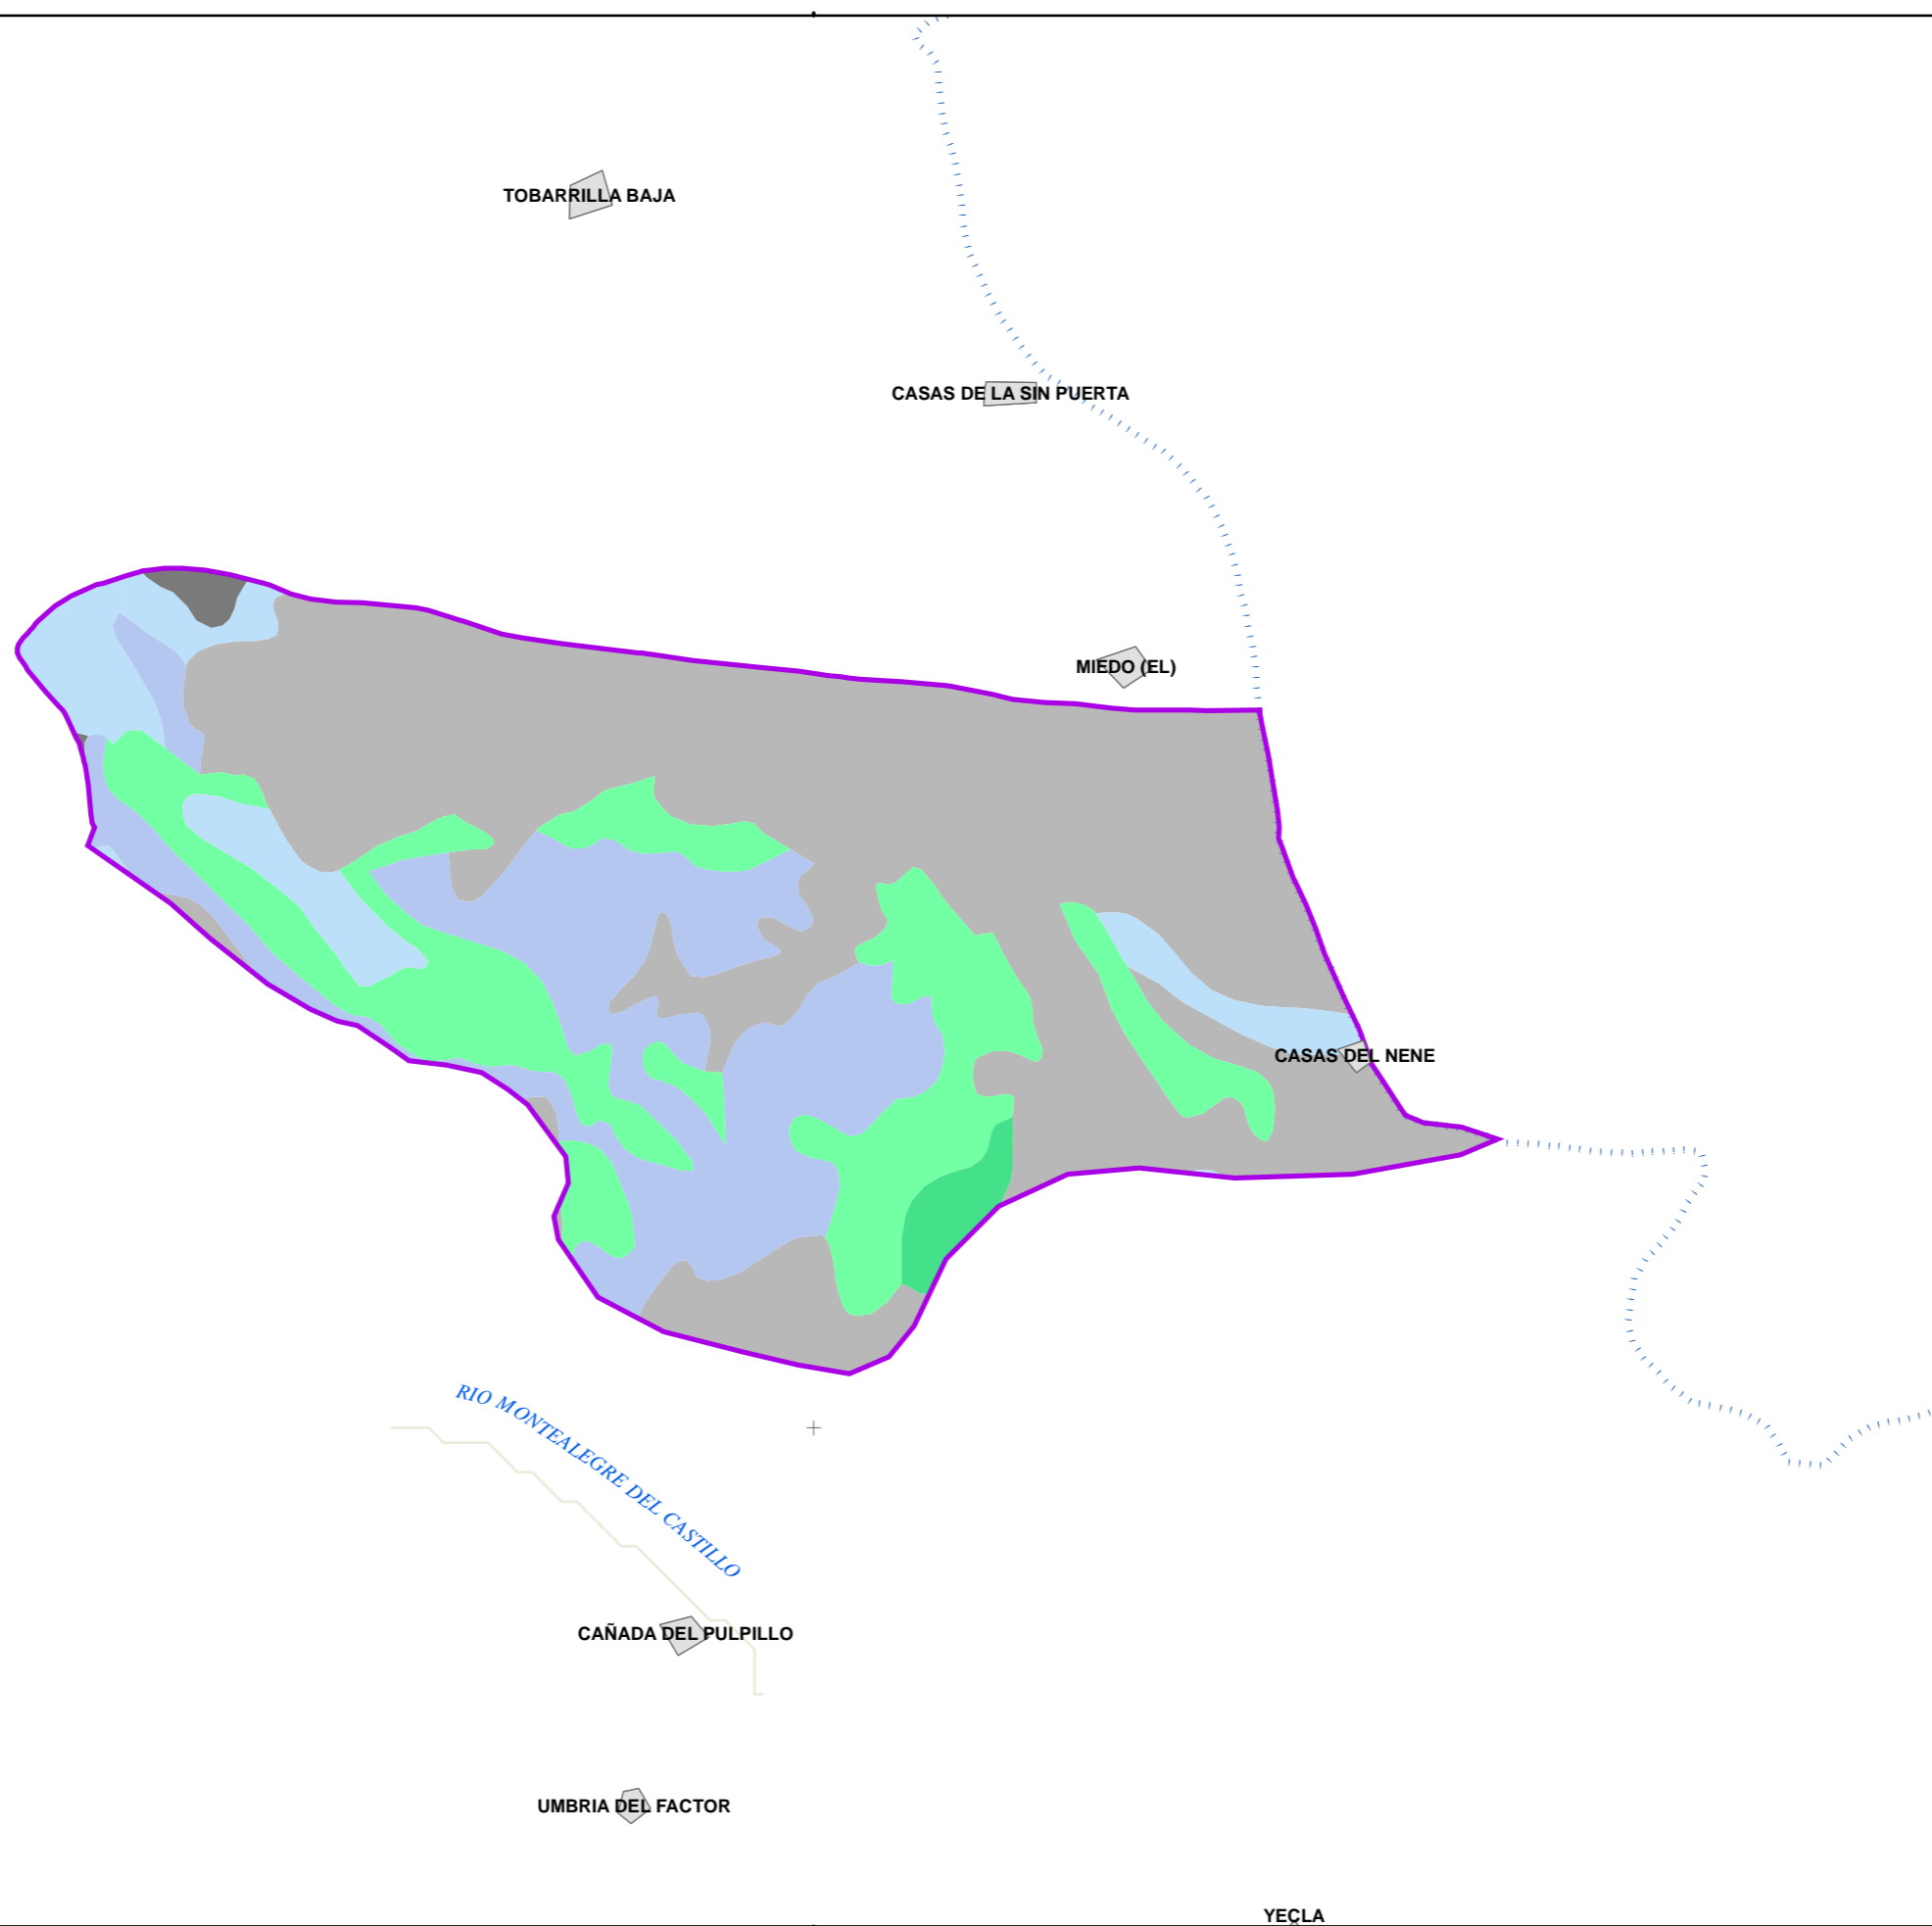 TOBARRILLA BAJA
CASAS DE LA SIN PUERTA
MIEDO (EL)
CASAS DEL NENE
RIO MONTEALEGRE DEL CASTILLO
CAÑADA DEL PULPILLO
UMBRIA DEL FACTOR
YECLA